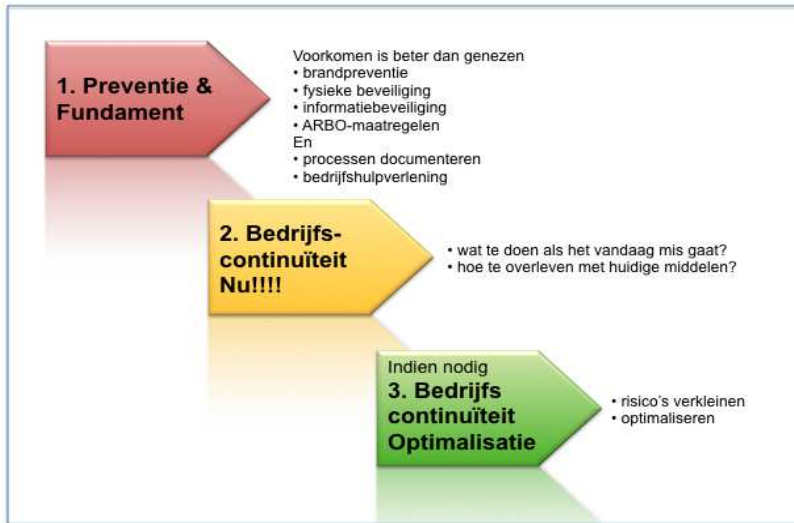 1. Preventie &
Fundament
Voorkomen is beter dan genezen
• brandpreventie
• fysieke beveiliging
• informatiebeveiliging
• ARBO-maatregelen
En
• processen documenteren
• bedrijfshulpverlening
2. Bedrijfs-
continuïteit
Nu!!!!
• wat te doen als het vandaag mis gaat?
• hoe te overleven met huidige middelen?
Indien nodig
3. Bedrijfs
continuïteit
Optimalisatie
• risico's verkleinen
• optimaliseren